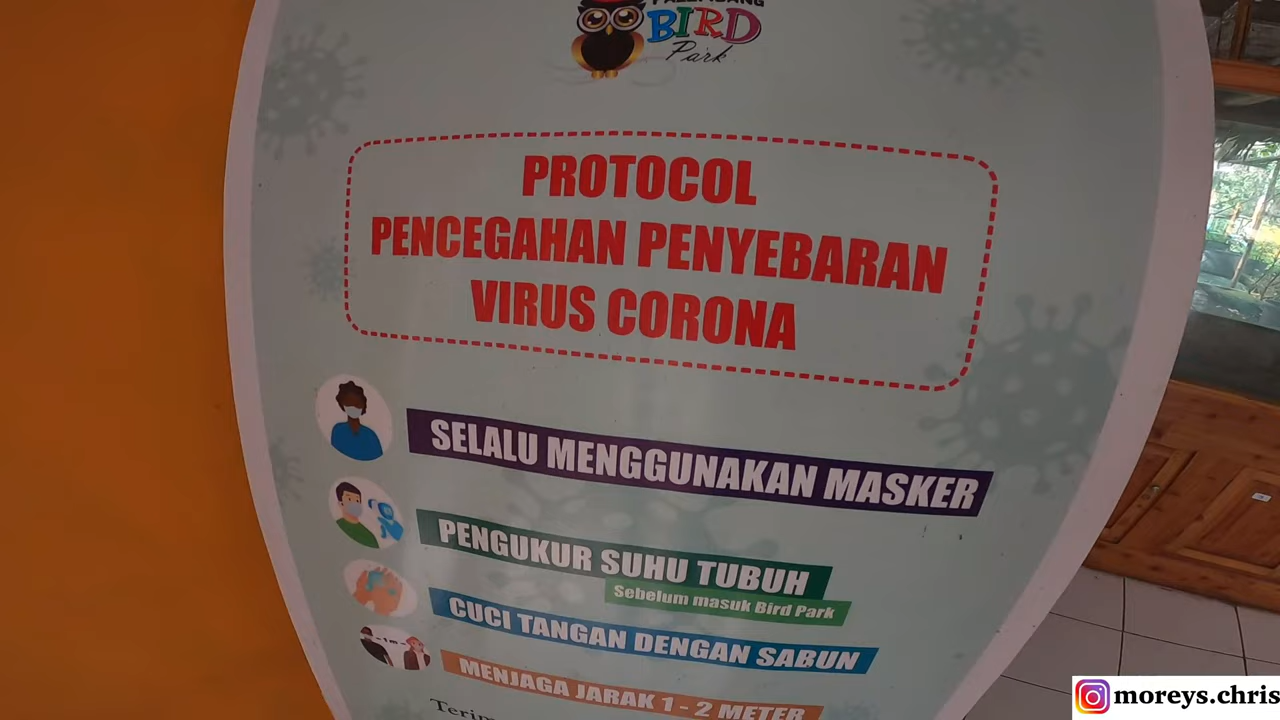 BIRD
Park
PROTOCOL
PENCEGAHAN PENYEBARAN
VIRUS CORONA
SELALU MENGGUNAKAN MASKER
PENGUKUR SUHU TUBUH
Sebelum masuk Bird Park
CUCI TANGAN DENGAN SABUN
MENJAGA JARAK 1 - 2 METER
moreys.chris